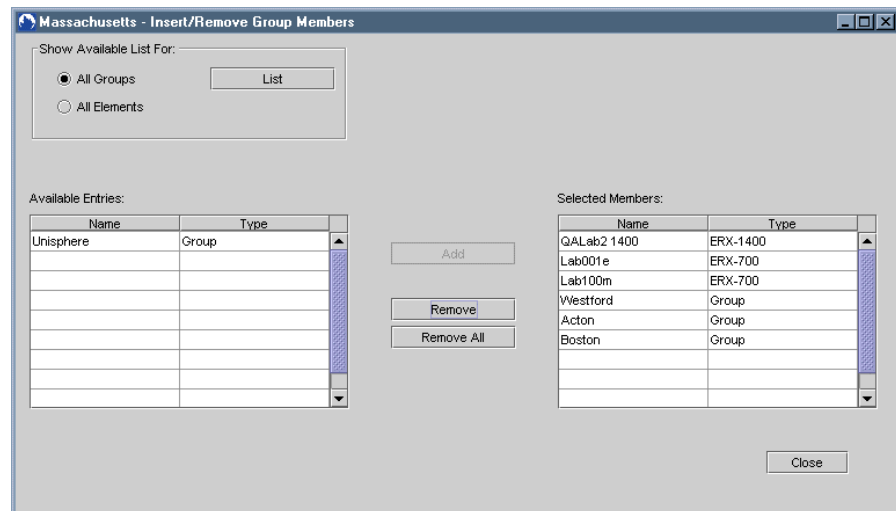 Massachusetts - Insert/Remove Group Members
Show Available List For:
All Groups
List
All Elements
Available Entries:
Name Type
Unisphere Group
Add
Remove
Remove All
Selected Members:
Name Type
QALab2 1400 ERX-1400
Lab001e ERX-700
Lab100m ERX-700
Westford Group
Acton Group
Boston Group
Close